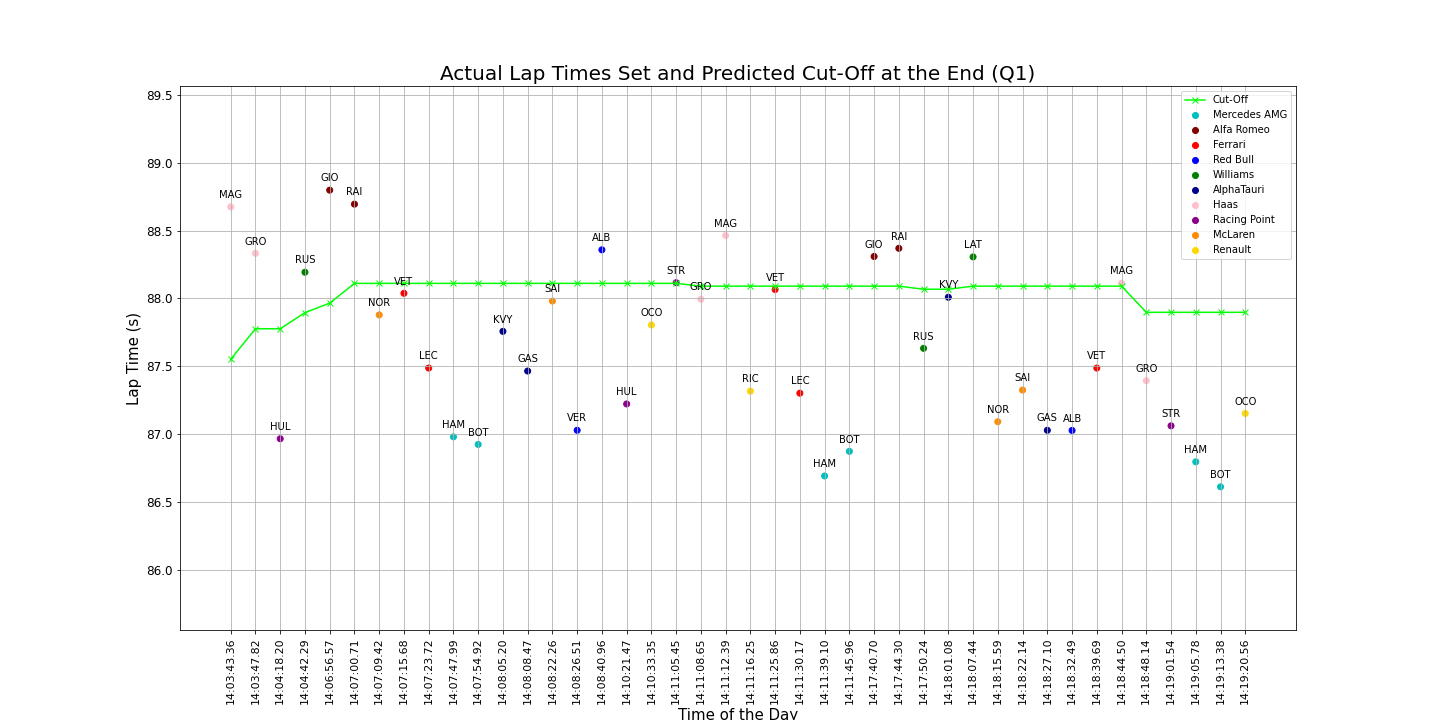 Actual Lap Times Set and Predicted Cut-Off at the End (Q1)
Lap Time (s)
89.5
89.0
88.5
88.0
87.5
87.0
86.5
86.0
Cut-Off
Mercedes AMG
Alfa Romeo
Ferrari
Red Bull
Williams
AlphaTauri
Haas
Racing Point
McLaren
Renault
MAG
GRO
HUL
RUS
GIO
RAI
NOR
VET
LEC
HAM
BOT
KVY
GAS
SAI
VER
ALB
HUL
OCO
STR
GRO
MAG
RIC
VET
LEC
HAM
BOT
GIO
RAI
RUS
KVY
LAT
NOR
SAI
GAS
ALB
VET
MAG
GRO
STR
HAM
BOT
OCO
14:03:43.36
14:03:47.82
14:04:18.20
14:04:42.29
14:06:56.57
14:07:00.71
14:07:09.42
14:07:15.68
14:07:23.72
14:07:47.99
14:07:54.92
14:08:05.20
14:08:08.47
14:08:22.26
14:08:26.51
14:08:40.96
14:10:21.47
14:10:33.35
14:11:05.45
14:11:08.65
14:11:12.39
14:11:16.25
14:11:25.86
14:11:30.17
14:11:39.10
14:11:45.96
14:17:40.70
14:17:44.30
14:17:50.24
14:18:01.08
14:18:07.44
14:18:15.59
14:18:22.14
14:18:27.10
14:18:32.49
14:18:39.69
14:18:44.50
14:18:48.14
14:19:01.54
14:19:05.78
14:19:13.38
14:19:20.56
Time of the Day